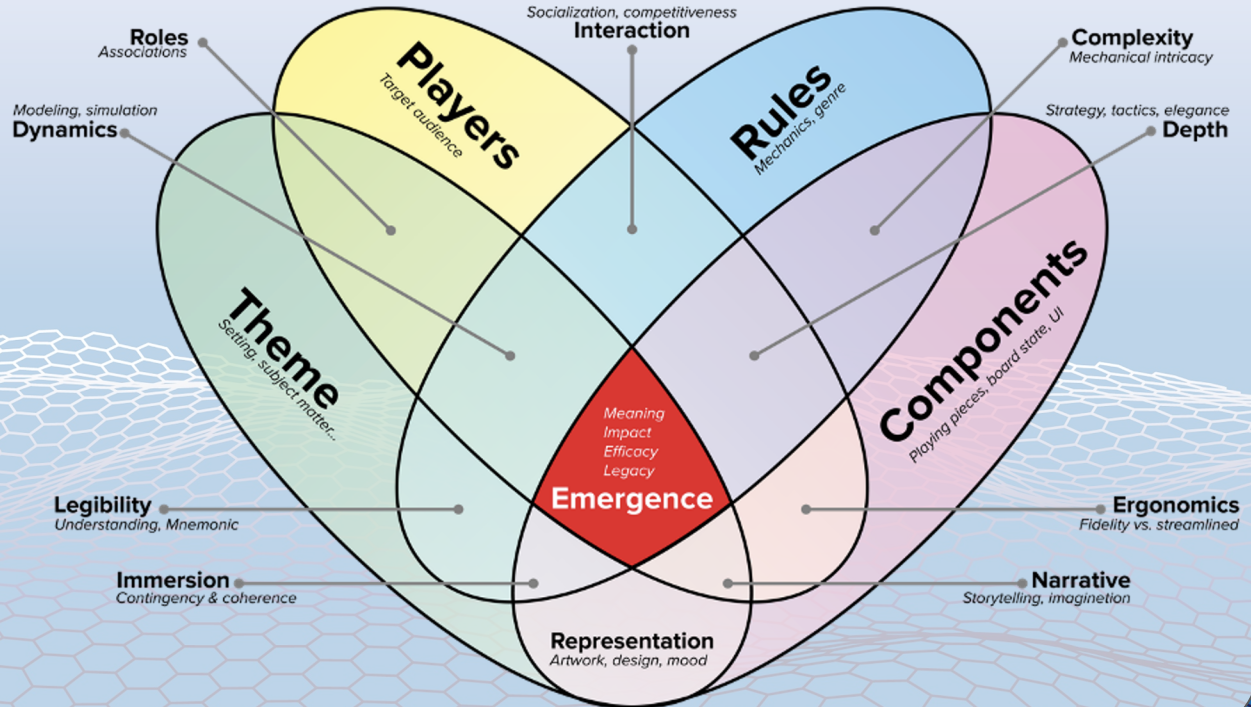 Socialization, competitiveness
Interaction
Roles
Associations
Complexity
Mechanical intricacy
Players
Target audience
Rules
Mechanics, genre
Modeling, simulation
Dynamics
Strategy, tactics, elegance
Depth
Theme
Setting, subject matter...
Components
Playing pieces, board state, UI
Meaning
Impact
Efficacy
Legacy
Emergence
Legibility
Understanding, Mnemonic
Ergonomics
Fidelity vs. streamlined
Immersion
Contingency & coherence
Narrative
Storytelling, imaginetion
Representation
Artwork, design, mood